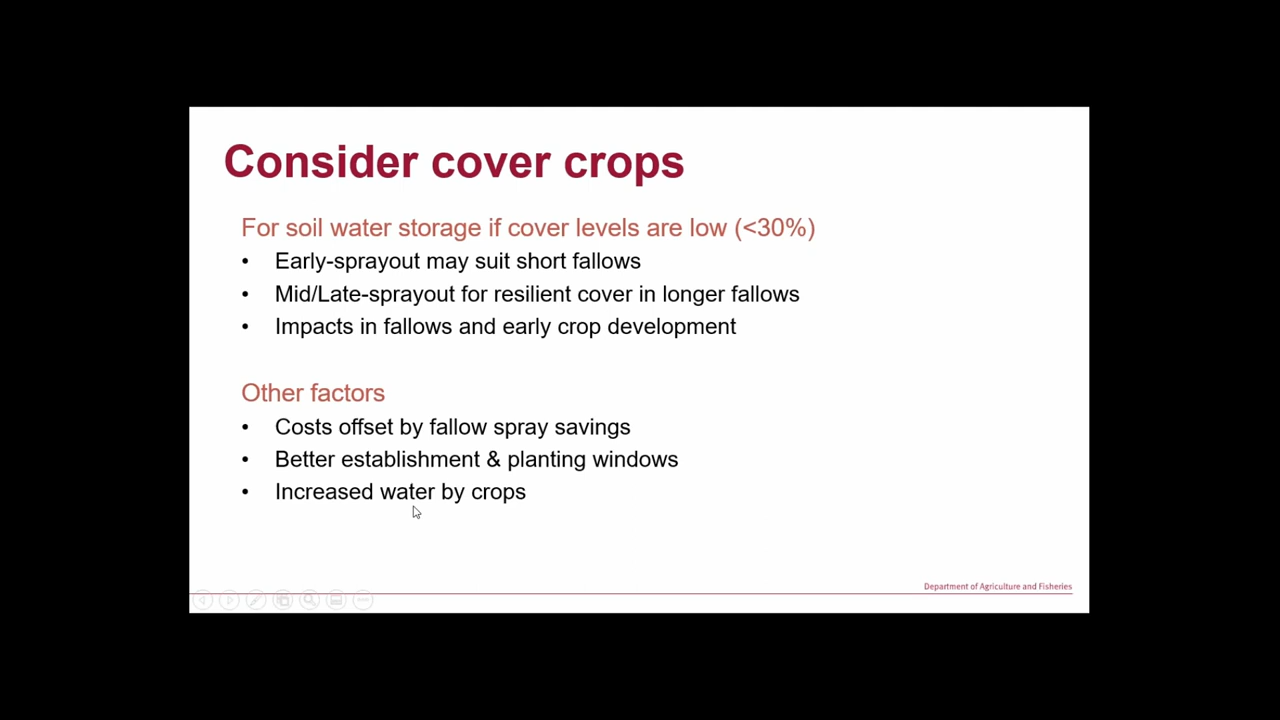 Consider cover crops
For soil water storage if cover levels are low (<30%)
• Early-sprayout may suit short fallows
• Mid/Late-sprayout for resilient cover in longer fallows
• Impacts in fallows and early crop development
Other factors
• Costs offset by fallow spray savings
• Better establishment & planting windows
• Increased water by crops
Department of Agriculture and Fisheries